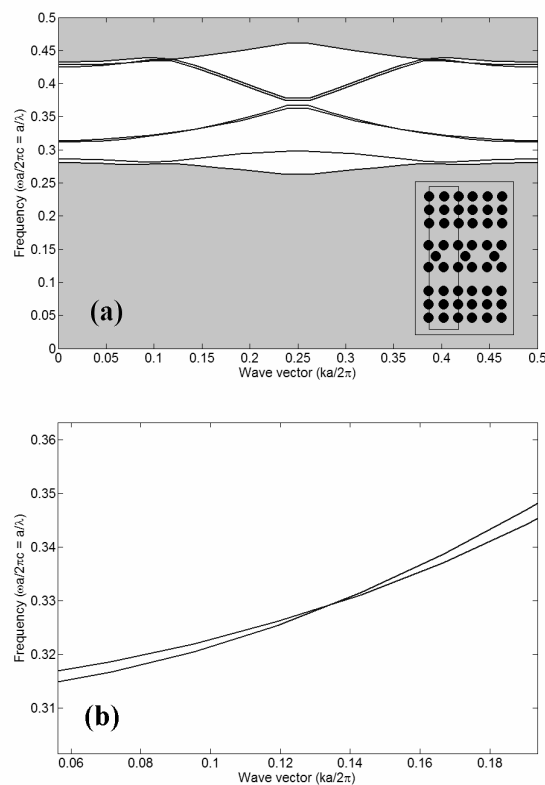 0.5
0.45
0.4
0.35
0.3
0.25
0.2
0.15
0.1
0.05
0
Frequency (ωa/2πc = a/λ)
(a)
0 0.05 0.1 0.15 0.2 0.25 0.3 0.35 0.4 0.45 0.5
Wave vector (ka/2π)
0.36
0.35
0.34
0.33
0.32
0.31
Frequency (ωa/2πc = a/λ)
(b)
0.06 0.08 0.1 0.12 0.14 0.16 0.18
Wave vector (ka/2π)